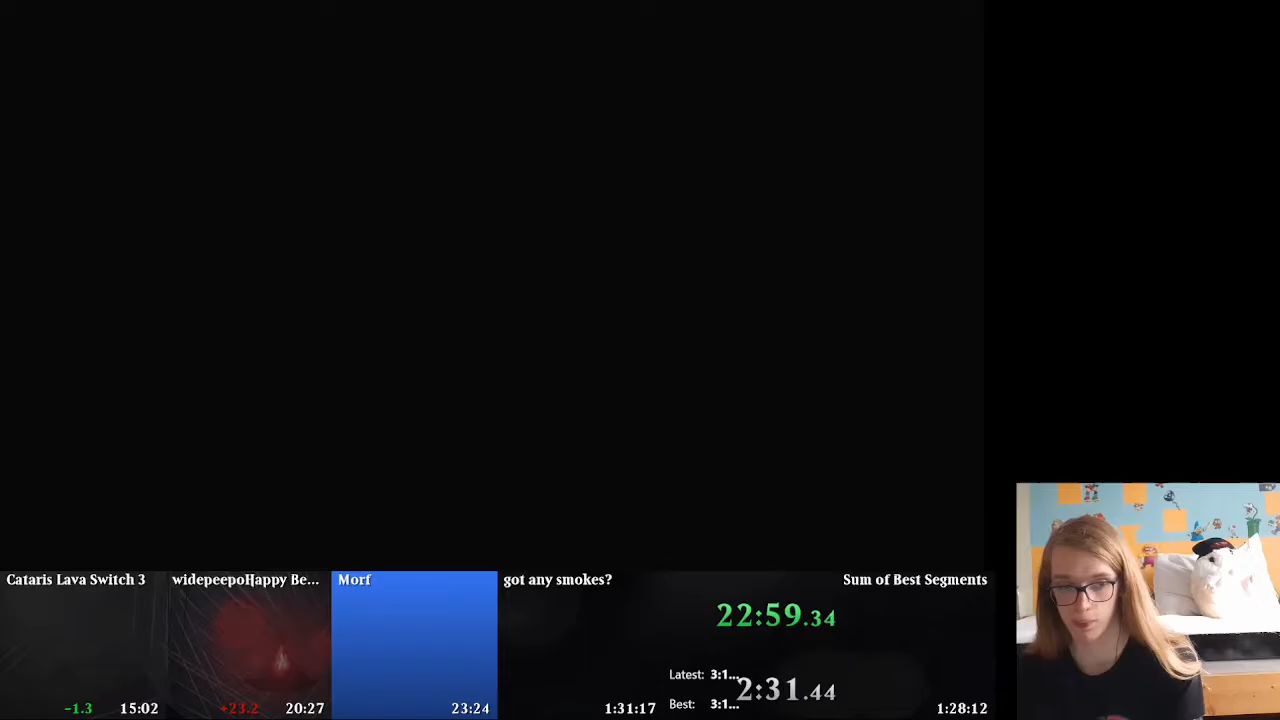 Cataris Lava Switch 3
-1.3 15:02
widepeepoHappy Be...
+23.2 20:27
Morf
23:24
got any smokes?
1:31:17
22:59.34
Latest: 3:1...
2:31.44
Best: 3:1...
Sum of Best Segments
1:28:12